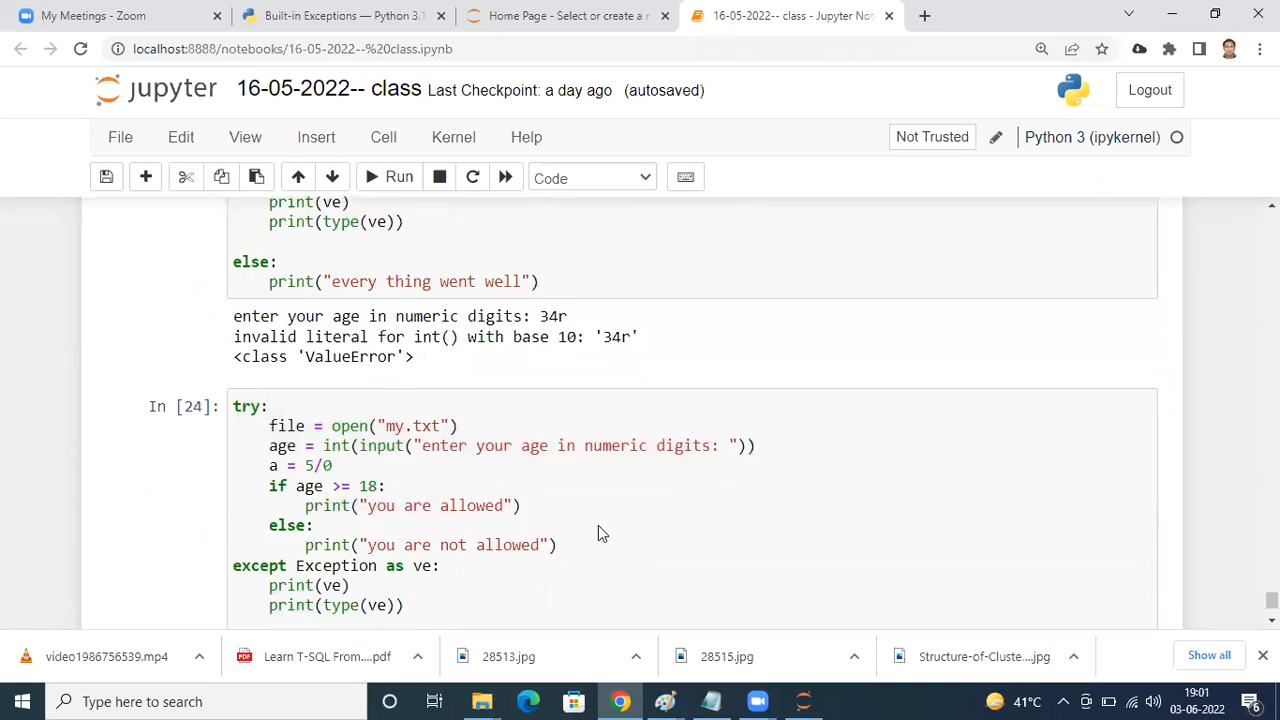 My Meetings - Zoom
Built-in Exceptions — Python 3.1
Home Page - Select or create a n
16-05-2022-- class - Jupyter Not
localhost:8888/notebooks/16-05-2022--%20class.ipynb
jupyter
16-05-2022-- class Last Checkpoint: a day ago (autosaved)
Logout
File Edit View Insert Cell Kernel Help
Not Trusted
Python 3 (ipykernel)
Run
Code
print(ve)
print(type(ve))
else:
print("every thing went well")
enter your age in numeric digits: 34r
invalid literal for int() with base 10: '34r'
<class 'ValueError'>
In [24]: try:
file = open("my.txt")
age = int(input("enter your age in numeric digits: "))
a = 5/0
if age >= 18:
print("you are allowed")
else:
print("you are not allowed")
except Exception as ve:
print(ve)
print(type(ve))
video1986756539.mp4
Learn T-SQL From....pdf
28513.jpg
28515.jpg
Structure-of-Cluste....jpg
Show all
Type here to search
41°C
19:01
03-06-2022
6